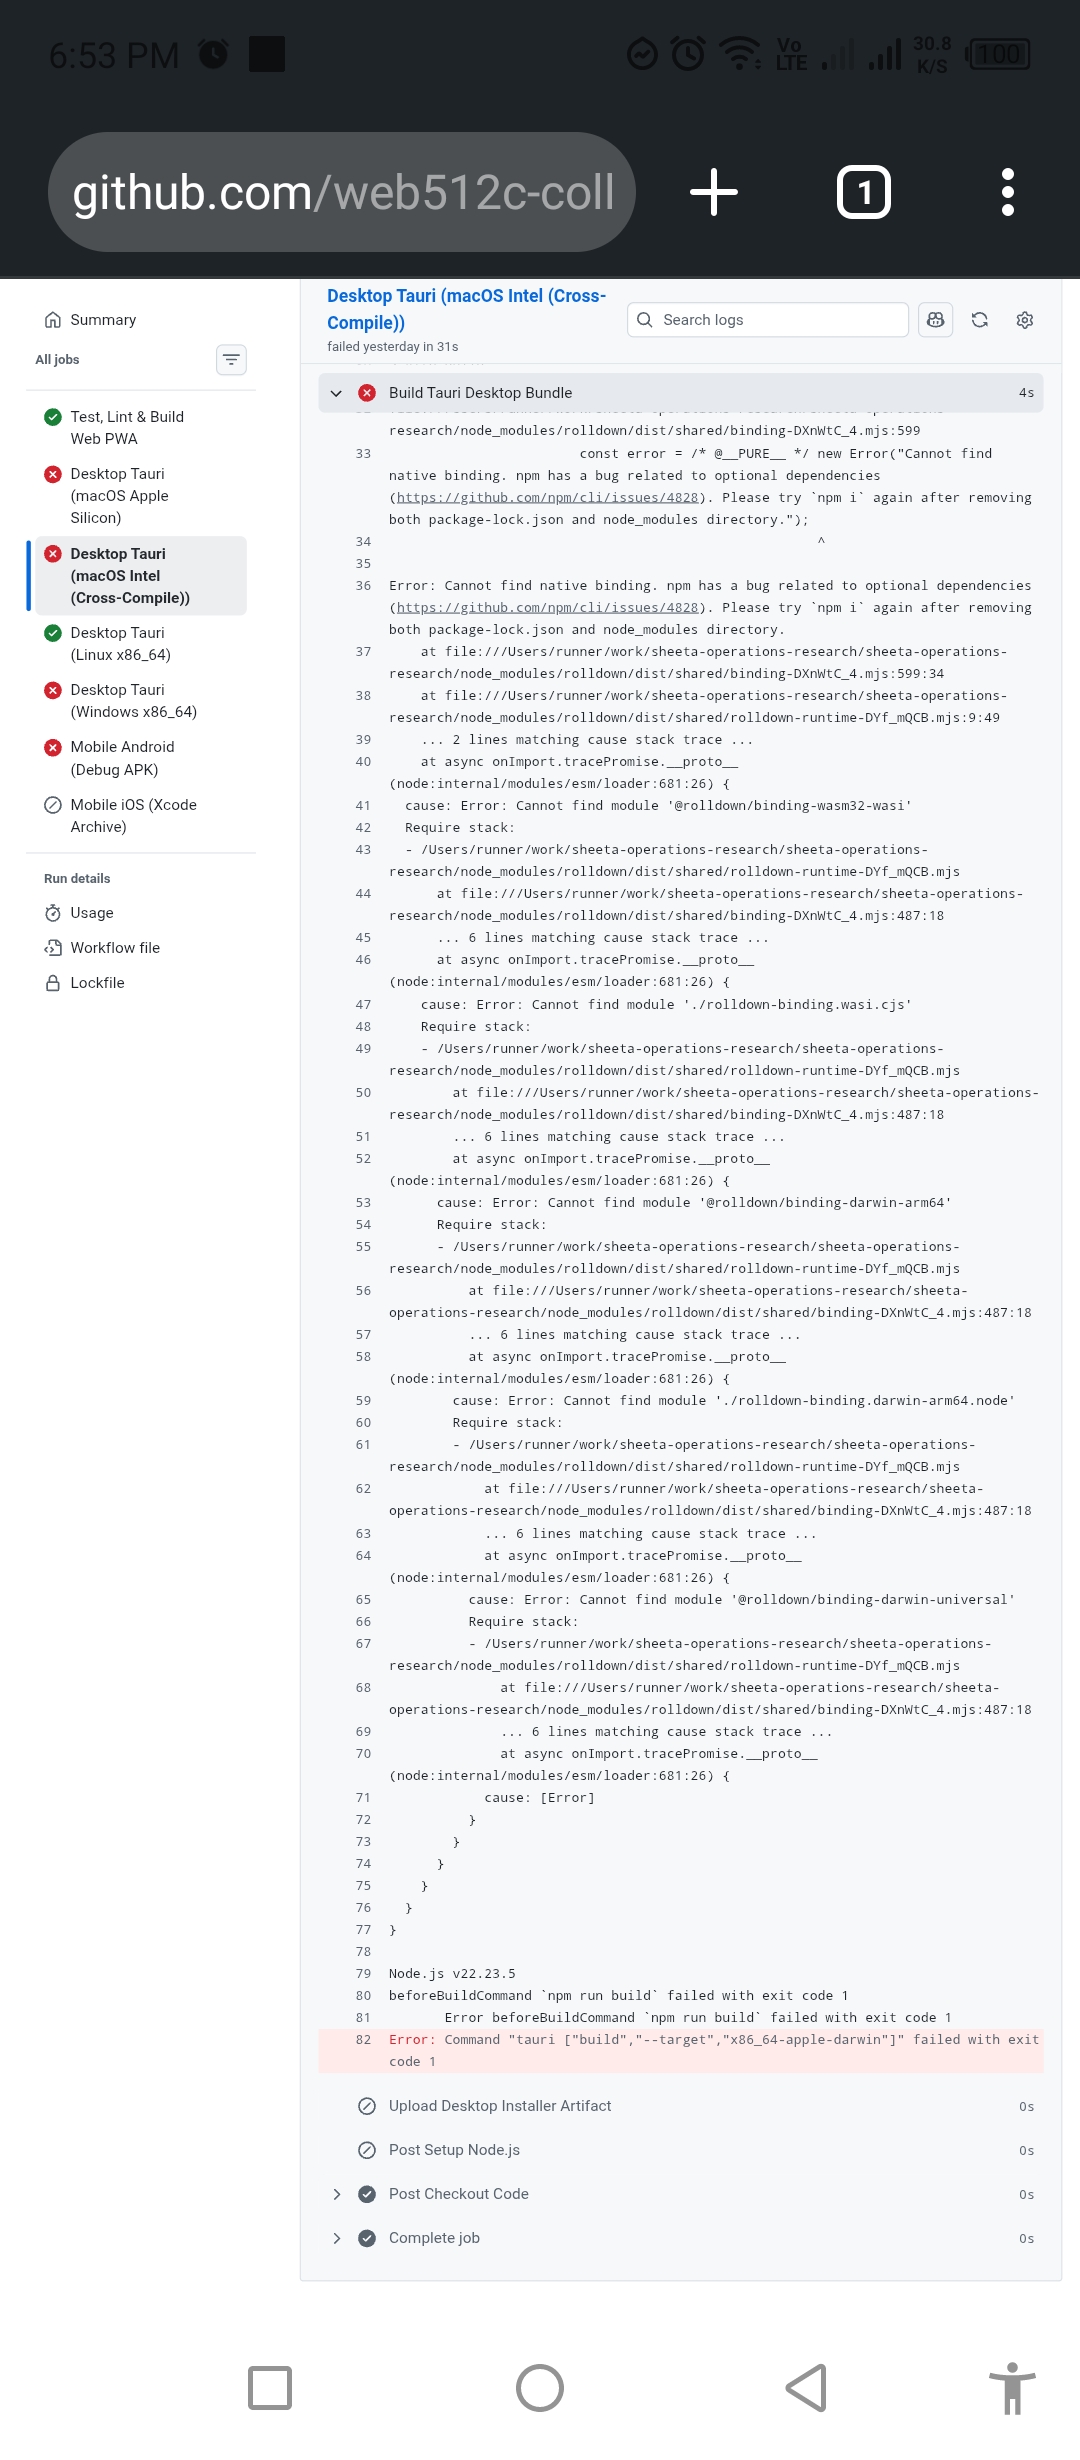 6:53 PM
Vo LTE
30.8 K/S
100
github.com/web512c-coll
1
Summary
All jobs
Test, Lint & Build
Web PWA
Desktop Tauri
(macOS Apple
Silicon)
Desktop Tauri
(macOS Intel
(Cross-Compile))
Desktop Tauri
(Linux x86_64)
Desktop Tauri
(Windows x86_64)
Mobile Android
(Debug APK)
Mobile iOS (Xcode
Archive)
Run details
Usage
Workflow file
Lockfile
Desktop Tauri (macOS Intel (Cross-
Compile))
failed yesterday in 31s
Search logs
Build Tauri Desktop Bundle 4s
research/node_modules/rolldown/dist/shared/binding-DXnWtC_4.mjs:599
33 const error = /* @__PURE__ */ new Error("Cannot find
native binding. npm has a bug related to optional dependencies
(https://github.com/npm/cli/issues/4828). Please try `npm i` again after removing
both package-lock.json and node_modules directory.");
34 ^
35
36 Error: Cannot find native binding. npm has a bug related to optional dependencies
(https://github.com/npm/cli/issues/4828). Please try `npm i` again after removing
both package-lock.json and node_modules directory.
37 at file:///Users/runner/work/sheeta-operations-research/sheeta-operations-
research/node_modules/rolldown/dist/shared/binding-DXnWtC_4.mjs:599:34
38 at file:///Users/runner/work/sheeta-operations-research/sheeta-operations-
research/node_modules/rolldown/dist/shared/rolldown-runtime-DYf_mQCB.mjs:9:49
39 ... 2 lines matching cause stack trace ...
40 at async onImport.tracePromise.__proto__
(node:internal/modules/esm/loader:681:26) {
41 cause: Error: Cannot find module '@rolldown/binding-wasm32-wasi'
42 Require stack:
43 - /Users/runner/work/sheeta-operations-research/sheeta-operations-
research/node_modules/rolldown/dist/shared/rolldown-runtime-DYf_mQCB.mjs
44 at file:///Users/runner/work/sheeta-operations-research/sheeta-operations-
research/node_modules/rolldown/dist/shared/binding-DXnWtC_4.mjs:487:18
45 ... 6 lines matching cause stack trace ...
46 at async onImport.tracePromise.__proto__
(node:internal/modules/esm/loader:681:26) {
47 cause: Error: Cannot find module './rolldown-binding.wasi.cjs'
48 Require stack:
49 - /Users/runner/work/sheeta-operations-research/sheeta-operations-
research/node_modules/rolldown/dist/shared/rolldown-runtime-DYf_mQCB.mjs
50 at file:///Users/runner/work/sheeta-operations-research/sheeta-operations-
research/node_modules/rolldown/dist/shared/binding-DXnWtC_4.mjs:487:18
51 ... 6 lines matching cause stack trace ...
52 at async onImport.tracePromise.__proto__
(node:internal/modules/esm/loader:681:26) {
53 cause: Error: Cannot find module '@rolldown/binding-darwin-arm64'
54 Require stack:
55 - /Users/runner/work/sheeta-operations-research/sheeta-operations-
research/node_modules/rolldown/dist/shared/rolldown-runtime-DYf_mQCB.mjs
56 at file:///Users/runner/work/sheeta-operations-research/sheeta-
operations-research/node_modules/rolldown/dist/shared/binding-DXnWtC_4.mjs:487:18
57 ... 6 lines matching cause stack trace ...
58 at async onImport.tracePromise.__proto__
(node:internal/modules/esm/loader:681:26) {
59 cause: Error: Cannot find module './rolldown-binding.darwin-arm64.node'
60 Require stack:
61 - /Users/runner/work/sheeta-operations-research/sheeta-operations-
research/node_modules/rolldown/dist/shared/rolldown-runtime-DYf_mQCB.mjs
62 at file:///Users/runner/work/sheeta-operations-research/sheeta-
operations-research/node_modules/rolldown/dist/shared/binding-DXnWtC_4.mjs:487:18
63 ... 6 lines matching cause stack trace ...
64 at async onImport.tracePromise.__proto__
(node:internal/modules/esm/loader:681:26) {
65 cause: Error: Cannot find module '@rolldown/binding-darwin-universal'
66 Require stack:
67 - /Users/runner/work/sheeta-operations-research/sheeta-operations-
research/node_modules/rolldown/dist/shared/rolldown-runtime-DYf_mQCB.mjs
68 at file:///Users/runner/work/sheeta-operations-research/sheeta-
operations-research/node_modules/rolldown/dist/shared/binding-DXnWtC_4.mjs:487:18
69 ... 6 lines matching cause stack trace ...
70 at async onImport.tracePromise.__proto__
(node:internal/modules/esm/loader:681:26) {
71 cause: [Error]
72 }
73 }
74 }
75 }
76 }
77 }
78
79 Node.js v22.23.5
80 beforeBuildCommand `npm run build` failed with exit code 1
81 Error beforeBuildCommand `npm run build` failed with exit code 1
82 Error: Command "tauri ["build","--target","x86_64-apple-darwin"]" failed with exit
code 1
Upload Desktop Installer Artifact 0s
Post Setup Node.js 0s
Post Checkout Code 0s
Complete job 0s